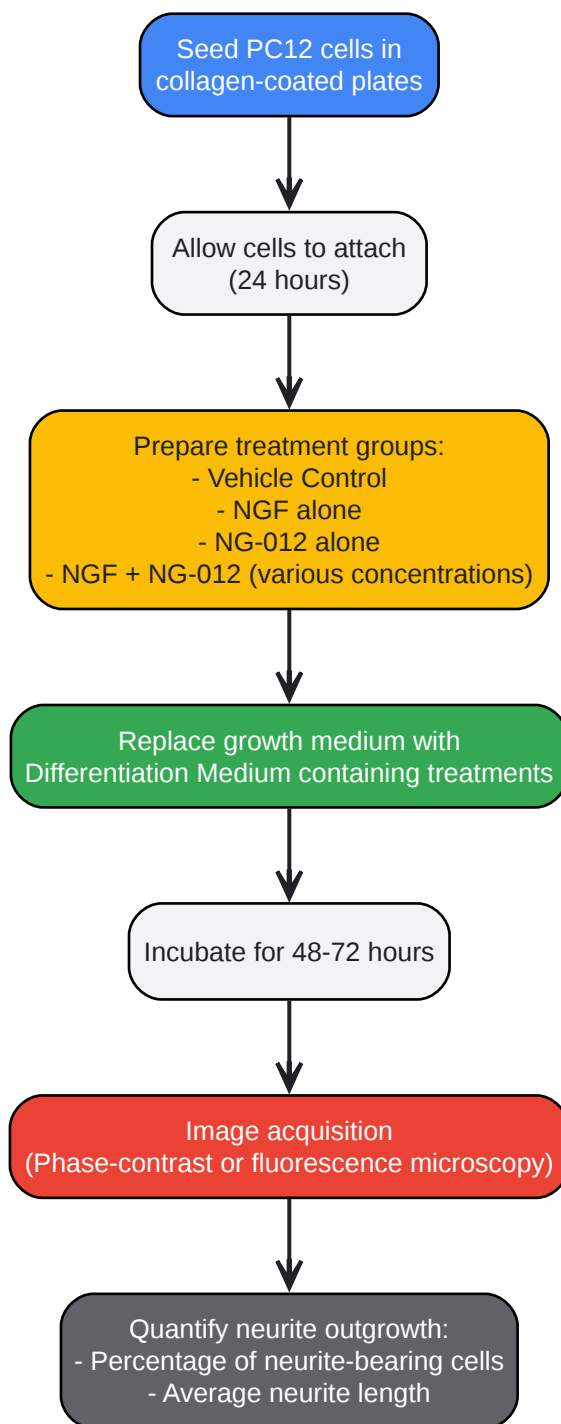 Seed PC12 cells in
collagen-coated plates
Allow cells to attach
(24 hours)
Prepare treatment groups:
- Vehicle Control
- NGF alone
- NG-012 alone
- NGF + NG-012 (various concentrations)
Replace growth medium with
Differentiation Medium containing treatments
Incubate for 48-72 hours
Image acquisition
(Phase-contrast or fluorescence microscopy)
Quantify neurite outgrowth:
- Percentage of neurite-bearing cells
- Average neurite length